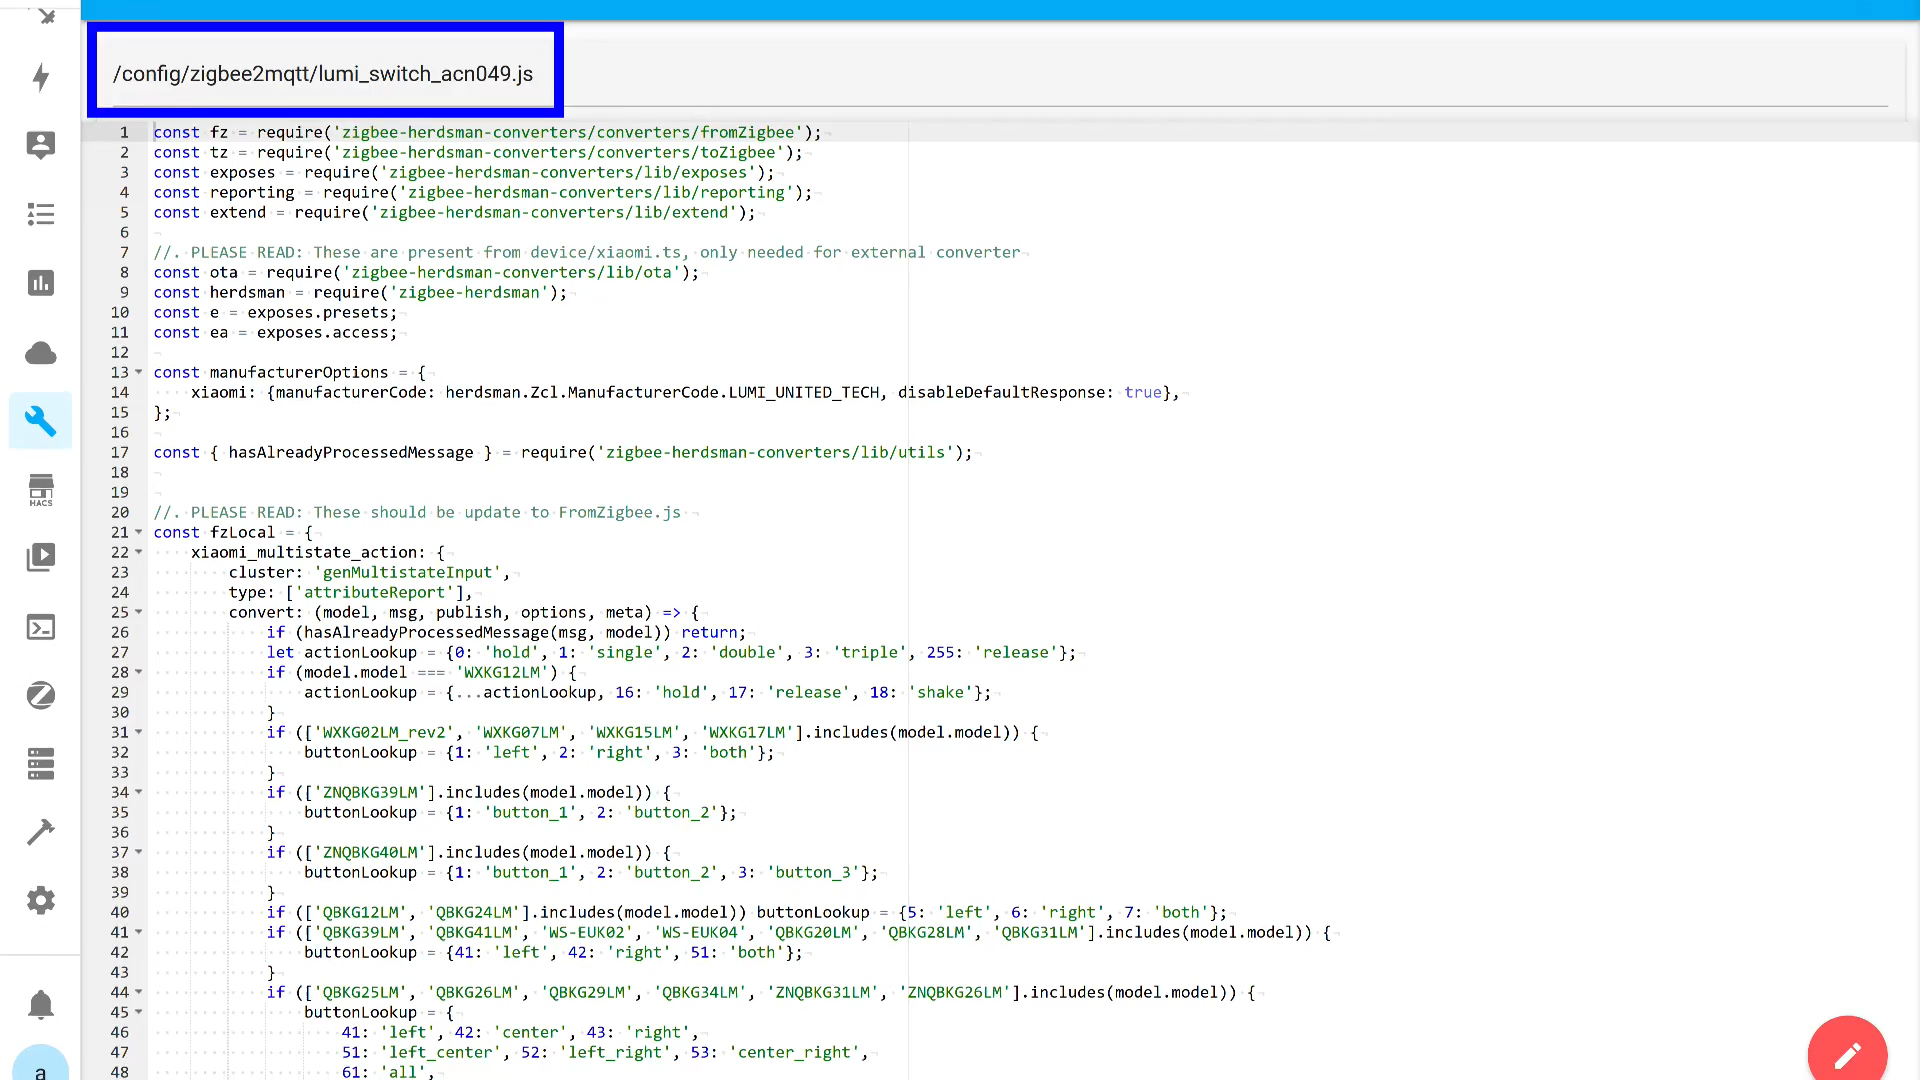 /config/zigbee2mqtt/lumi_switch_acn049.js
1 const fz = require('zigbee-herdsman-converters/converters/fromZigbee');
2 const tz = require('zigbee-herdsman-converters/converters/toZigbee');
3 const exposes = require('zigbee-herdsman-converters/lib/exposes');
4 const reporting = require('zigbee-herdsman-converters/lib/reporting');
5 const extend = require('zigbee-herdsman-converters/lib/extend');
6
7 //. PLEASE READ: These are present from device/xiaomi.ts, only needed for external converter
8 const ota = require('zigbee-herdsman-converters/lib/ota');
9 const herdsman = require('zigbee-herdsman');
10 const e = exposes.presets;
11 const ea = exposes.access;
12
13 const manufacturerOptions = {
14     xiaomi: {manufacturerCode: herdsman.Zcl.ManufacturerCode.LUMI_UNITED_TECH, disableDefaultResponse: true},
15 };
16
17 const { hasAlreadyProcessedMessage } = require('zigbee-herdsman-converters/lib/utils');
18
19
20 //. PLEASE READ: These should be update to FromZigbee.js
21 const fzLocal = {
22     xiaomi_multistate_action: {
23         cluster: 'genMultistateInput',
24         type: ['attributeReport'],
25         convert: (model, msg, publish, options, meta) => {
26             if (hasAlreadyProcessedMessage(msg, model)) return;
27             let actionLookup = {0: 'hold', 1: 'single', 2: 'double', 3: 'triple', 255: 'release'};
28             if (model.model === 'WXKG12LM') {
29                 actionLookup = {...actionLookup, 16: 'hold', 17: 'release', 18: 'shake'};
30             }
31             if (['WXKG02LM_rev2', 'WXKG07LM', 'WXKG15LM', 'WXKG17LM'].includes(model.model)) {
32                 buttonLookup = {1: 'left', 2: 'right', 3: 'both'};
33             }
34             if (['ZNQBKG39LM'].includes(model.model)) {
35                 buttonLookup = {1: 'button_1', 2: 'button_2'};
36             }
37             if (['ZNQBKG40LM'].includes(model.model)) {
38                 buttonLookup = {1: 'button_1', 2: 'button_2', 3: 'button_3'};
39             }
40             if (['QBKG12LM', 'QBKG24LM'].includes(model.model)) buttonLookup = {5: 'left', 6: 'right', 7: 'both'};
41             if (['QBKG39LM', 'QBKG41LM', 'WS-EUK02', 'WS-EUK04', 'QBKG20LM', 'QBKG28LM', 'QBKG31LM'].includes(model.model)) {
42                 buttonLookup = {41: 'left', 42: 'right', 51: 'both'};
43             }
44             if (['QBKG25LM', 'QBKG26LM', 'QBKG29LM', 'QBKG34LM', 'ZNQBKG31LM', 'ZNQBKG26LM'].includes(model.model)) {
45                 buttonLookup = {
46                     41: 'left', 42: 'center', 43: 'right',
47                     51: 'left_center', 52: 'left_right', 53: 'center_right',
48                     61: 'all',
HACS
a